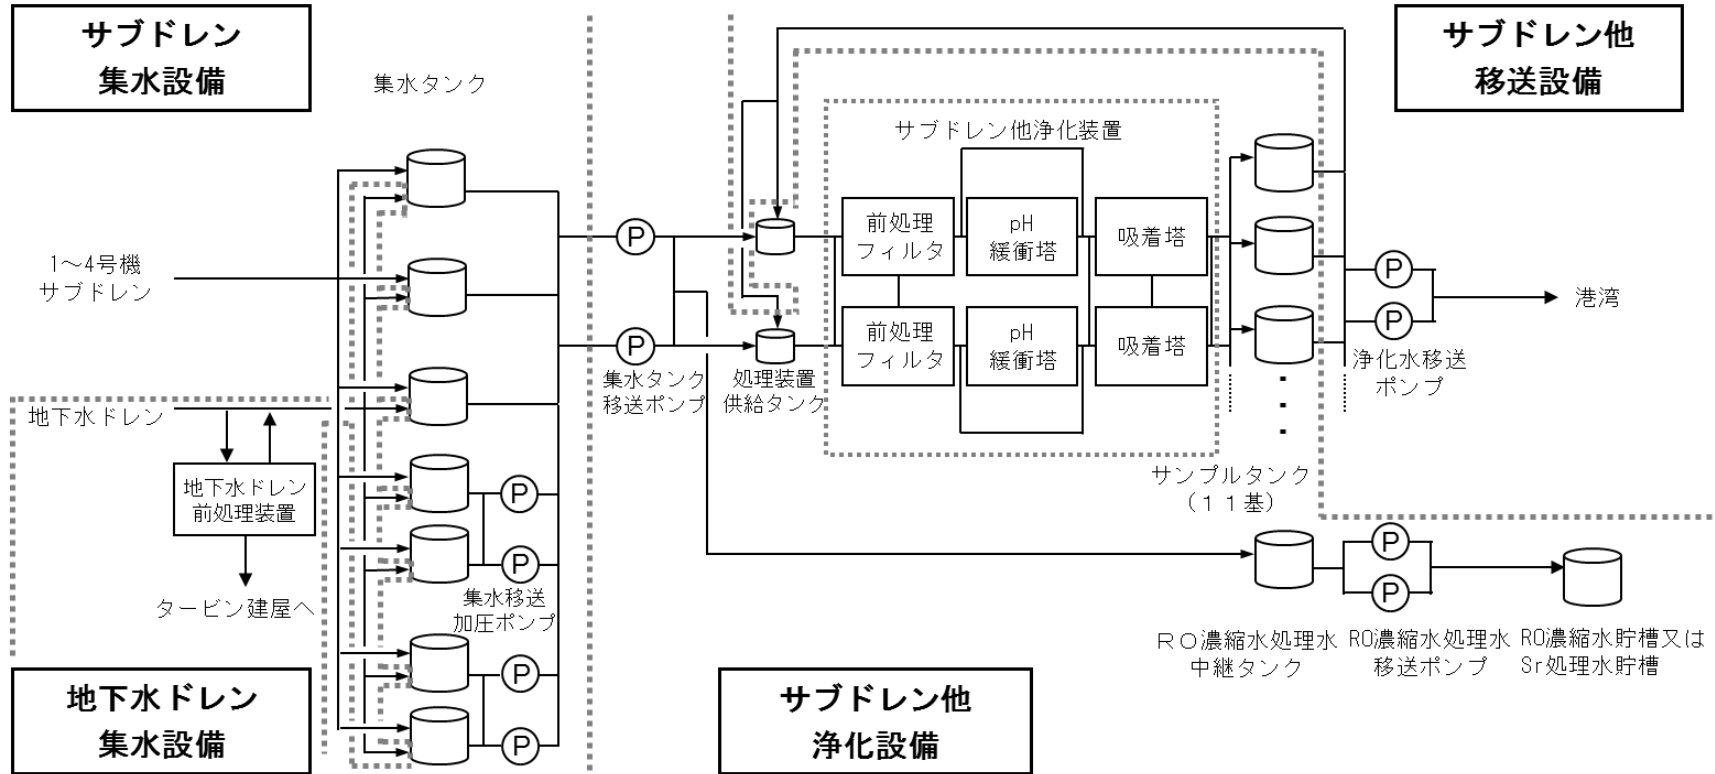 サブドレン
集水設備
集水タンク
サブドレン他
移送設備
サブドレン他浄化装置
前処理
フィルタ
pH
緩衝塔
吸着塔
1～4号機
サブドレン
P
P
前処理
フィルタ
pH
緩衝塔
吸着塔
P
P
港湾
浄化水移送
ポンプ
集水タンク
移送ポンプ
処理装置
供給タンク
地下水ドレン
地下水ドレン
前処理装置
タービン建屋へ
P
P
集水移送
加圧ポンプ
P
P
サンプルタンク
（１１基）
P
P
ＲＯ濃縮水処理水
中継タンク
RO濃縮水処理水
移送ポンプ
RO濃縮水貯槽又は
Sr処理水貯槽
地下水ドレン
集水設備
サブドレン他
浄化設備